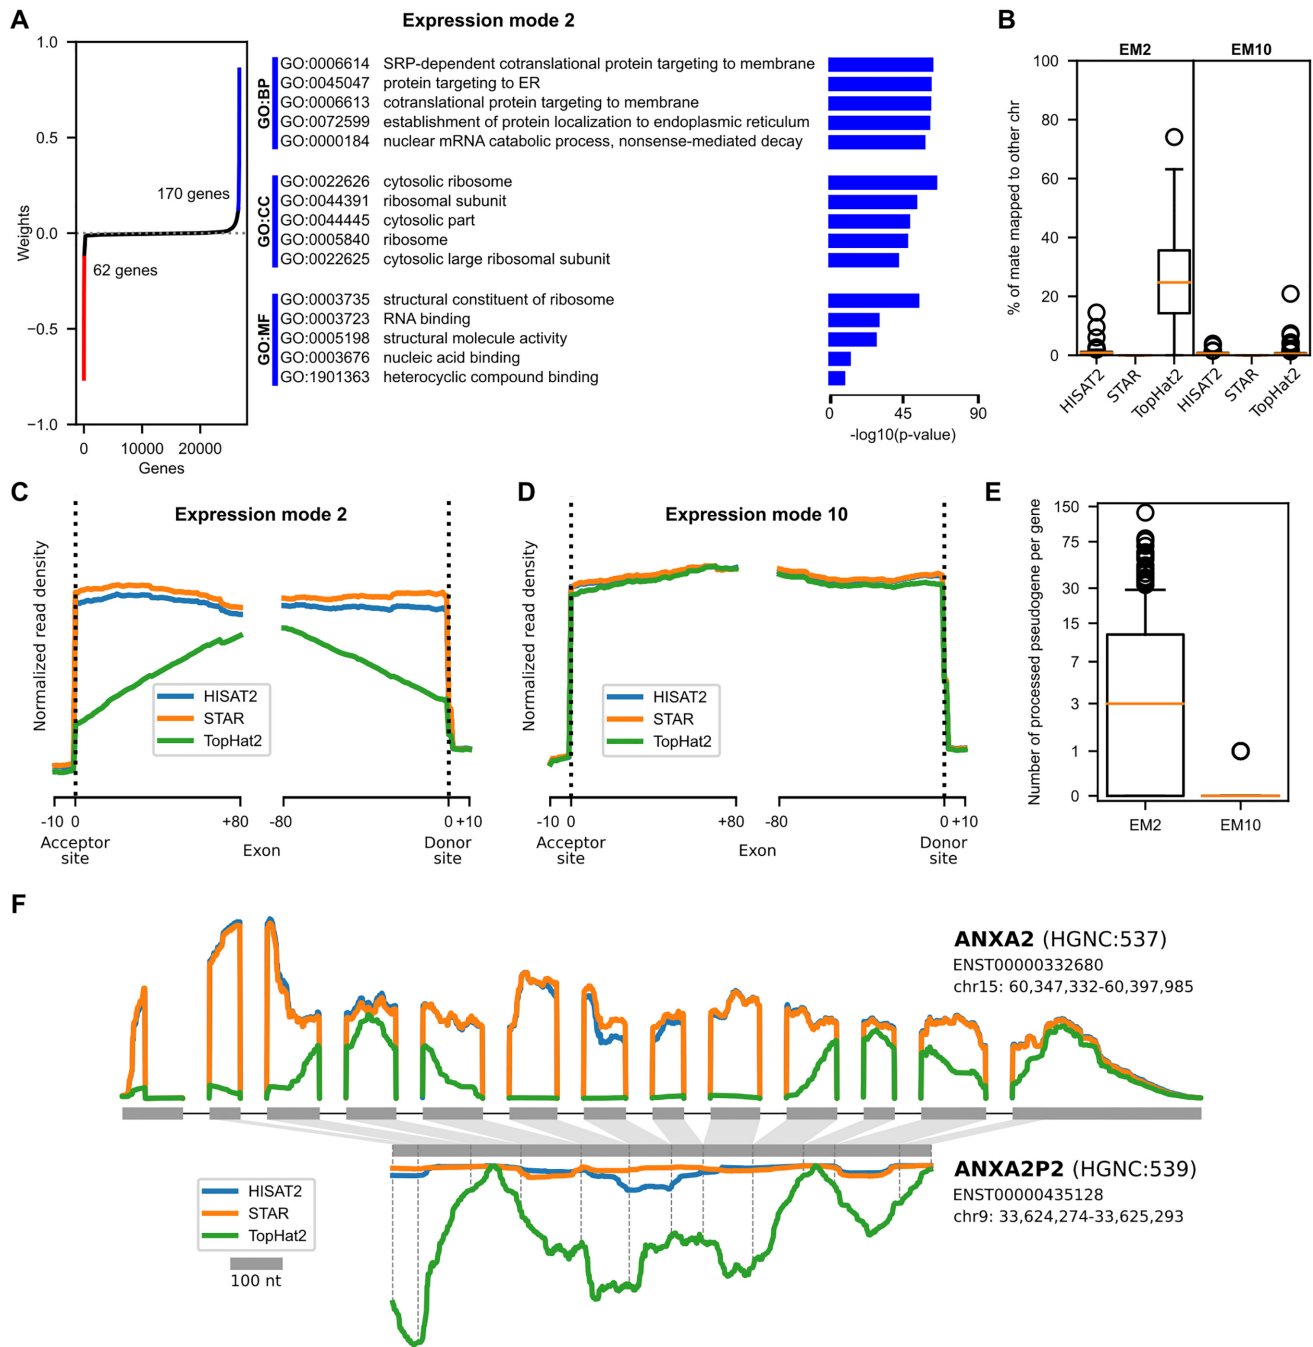 A
Expression mode 2
Weights
1.0
0.5
0.0
−0.5
−1.0
170 genes
62 genes
0
10000
20000
Genes
GO:BP
GO:0006614 SRP-dependent cotranslational protein targeting to membrane
GO:0045047 protein targeting to ER
GO:0006613 cotranslational protein targeting to membrane
GO:0072599 establishment of protein localization to endoplasmic reticulum
GO:0000184 nuclear mRNA catabolic process, nonsense-mediated decay
GO:CC
GO:0022626 cytosolic ribosome
GO:0044391 ribosomal subunit
GO:0044445 cytosolic part
GO:0005840 ribosome
GO:0022625 cytosolic large ribosomal subunit
GO:MF
GO:0003735 structural constituent of ribosome
GO:0003723 RNA binding
GO:0005198 structural molecule activity
GO:0003676 nucleic acid binding
GO:1901363 heterocyclic compound binding
0 45 90
-log10(p-value)
B
EM2 EM10
% of mate mapped to other chr
100
80
60
40
20
0
HISAT2 STAR TopHat2 HISAT2 STAR TopHat2
C
Expression mode 2
Normalized read density
HISAT2
STAR
TopHat2
-10 0 +80 -80 0 +10
Acceptor site
Exon
Donor site
D
Expression mode 10
Normalized read density
HISAT2
STAR
TopHat2
-10 0 +80 -80 0 +10
Acceptor site
Exon
Donor site
E
Number of processed pseudogene per gene
150
75
30
15
7
3
1
0
EM2 EM10
F
ANXA2 (HGNC:537)
ENST00000332680
chr15: 60,347,332-60,397,985
ANXA2P2 (HGNC:539)
ENST00000435128
chr9: 33,624,274-33,625,293
HISAT2
STAR
TopHat2
100 nt